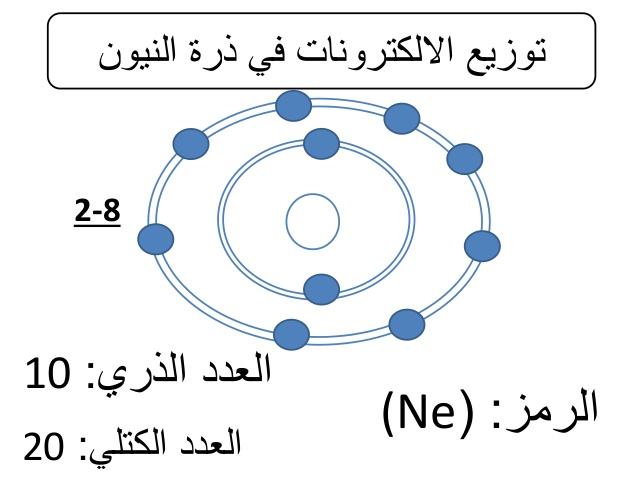 توزيع الالكترونات في ذرة النيون
2-8
العدد الذري: 10
الرمز: (Ne)
العدد الكتلي: 20